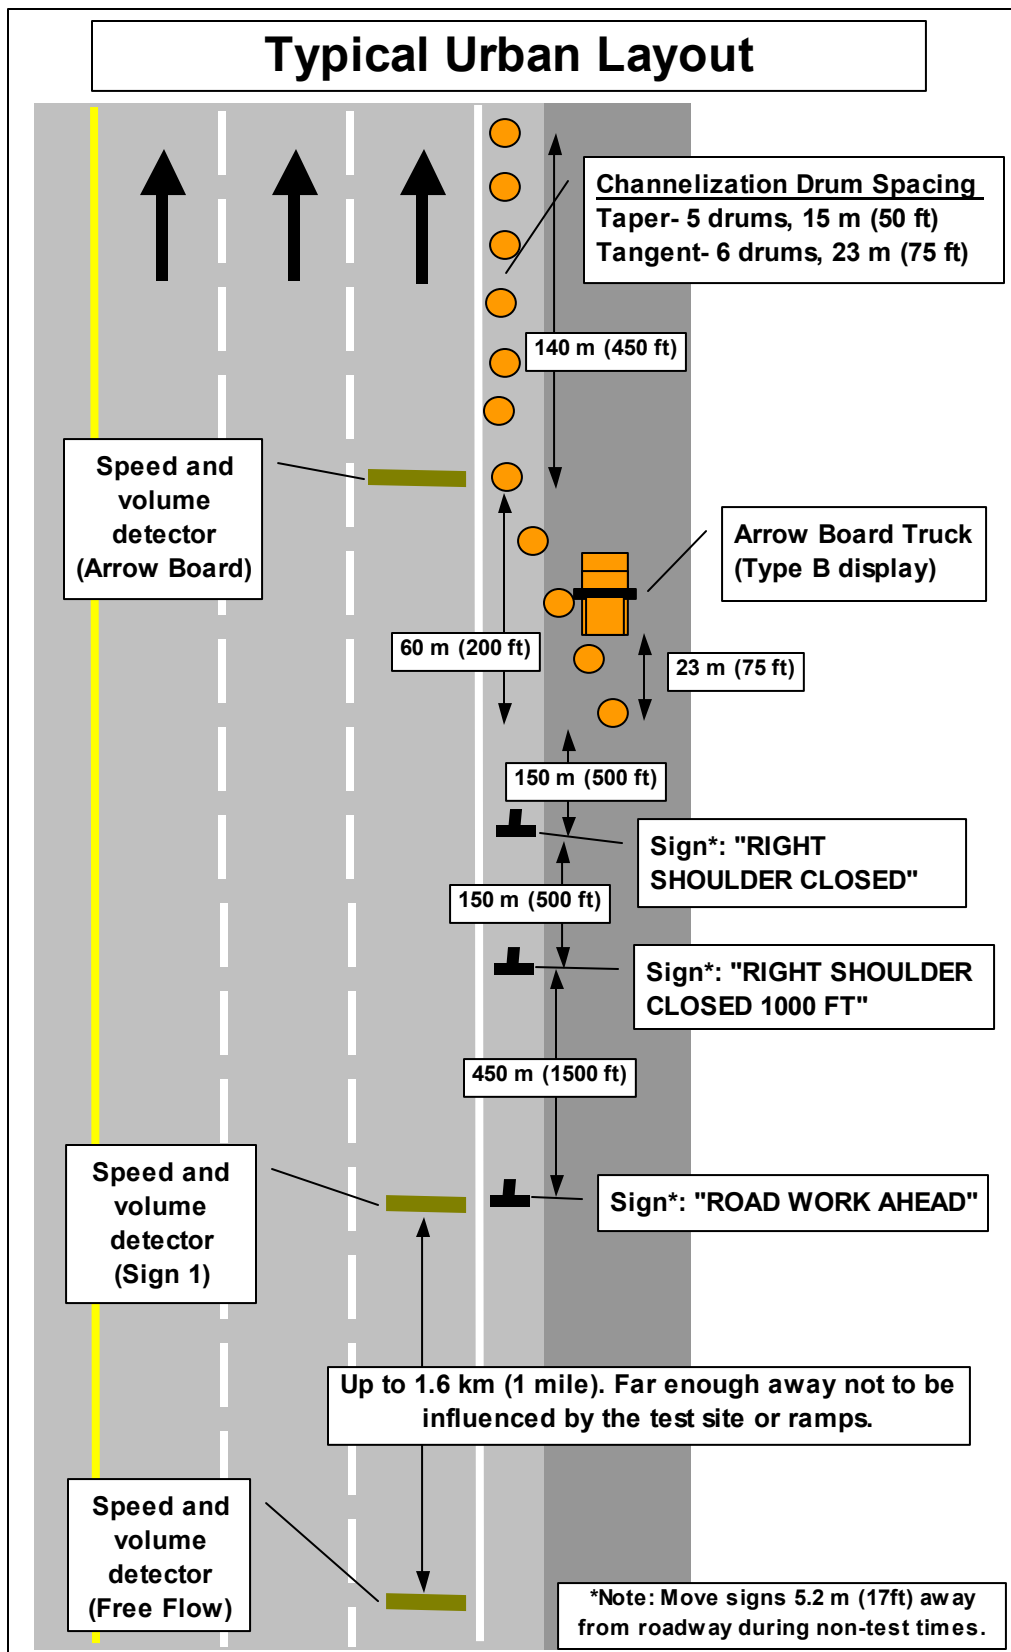 Typical Urban Layout
Channelization Drum Spacing
Taper- 5 drums, 15 m (50 ft)
Tangent- 6 drums, 23 m (75 ft)
140 m (450 ft)
Speed and
volume
detector
(Arrow Board)
Arrow Board Truck
(Type B display)
60 m (200 ft)
23 m (75 ft)
150 m (500 ft)
Sign*: "RIGHT
SHOULDER CLOSED"
150 m (500 ft)
Sign*: "RIGHT SHOULDER
CLOSED 1000 FT"
450 m (1500 ft)
Speed and
volume
detector
(Sign 1)
Sign*: "ROAD WORK AHEAD"
Up to 1.6 km (1 mile). Far enough away not to be
influenced by the test site or ramps.
Speed and
volume
detector
(Free Flow)
*Note: Move signs 5.2 m (17ft) away
from roadway during non-test times.